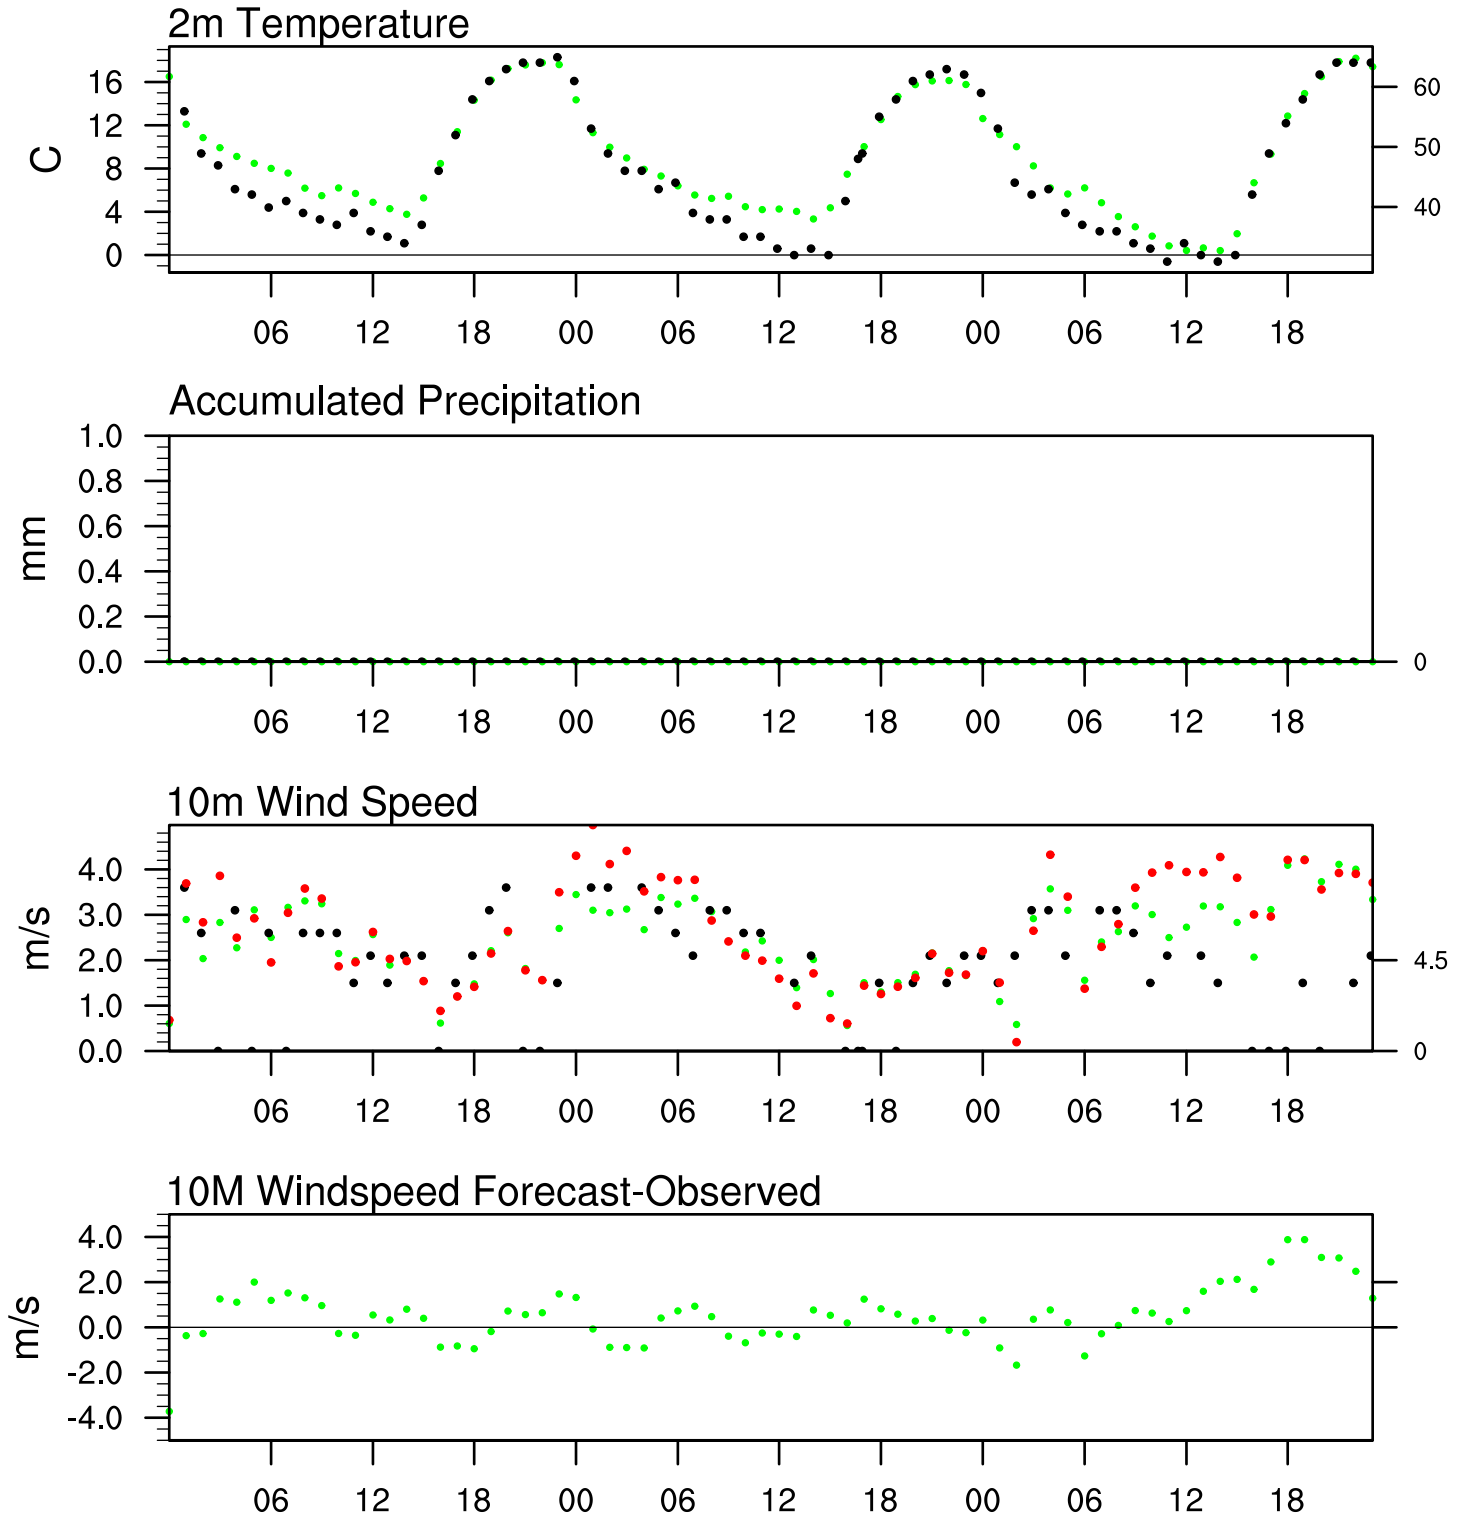 2m Temperature
16
12
8
4
0
C
60
50
40
06 12 18 00 06 12 18 00 06 12 18
Accumulated Precipitation
1.0
0.8
0.6
0.4
0.2
0.0
mm
0
06 12 18 00 06 12 18 00 06 12 18
10m Wind Speed
4.0
3.0
2.0
1.0
0.0
m/s
4.5
0
06 12 18 00 06 12 18 00 06 12 18
10M Windspeed Forecast-Observed
4.0
2.0
0.0
-2.0
-4.0
m/s
06 12 18 00 06 12 18 00 06 12 18